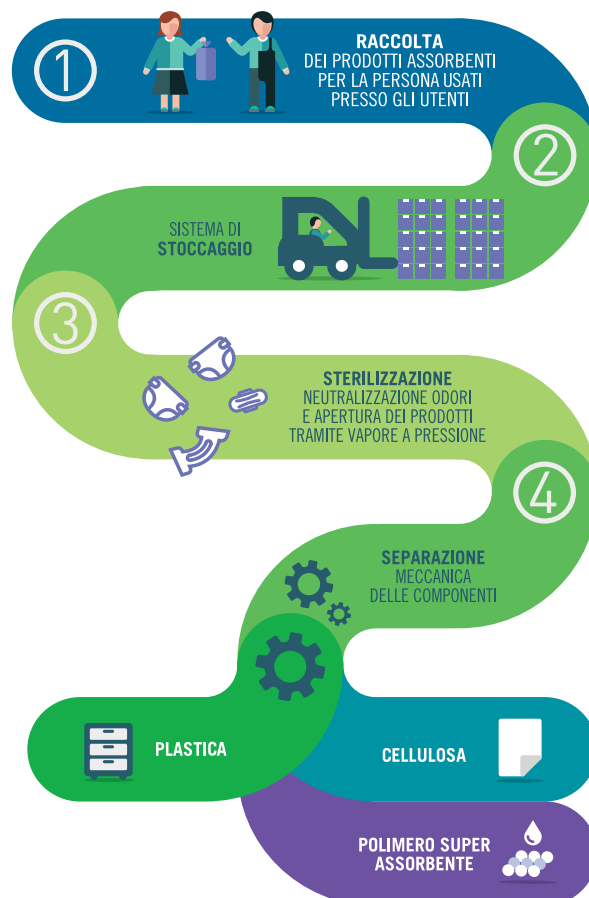 1
RACCOLTA
DEI PRODOTTI ASSORBENTI
PER LA PERSONA USATI
PRESSO GLI UTENTI
2
SISTEMA DI
STOCCAGGIO
3
STERILIZZAZIONE
NEUTRALIZZAZIONE ODORI
E APERTURA DEI PRODOTTI
TRAMITE VAPORE A PRESSIONE
4
SEPARAZIONE
MECCANICA
DELLE COMPONENTI
PLASTICA
CELLULOSA
POLIMERO SUPER
ASSORBENTE